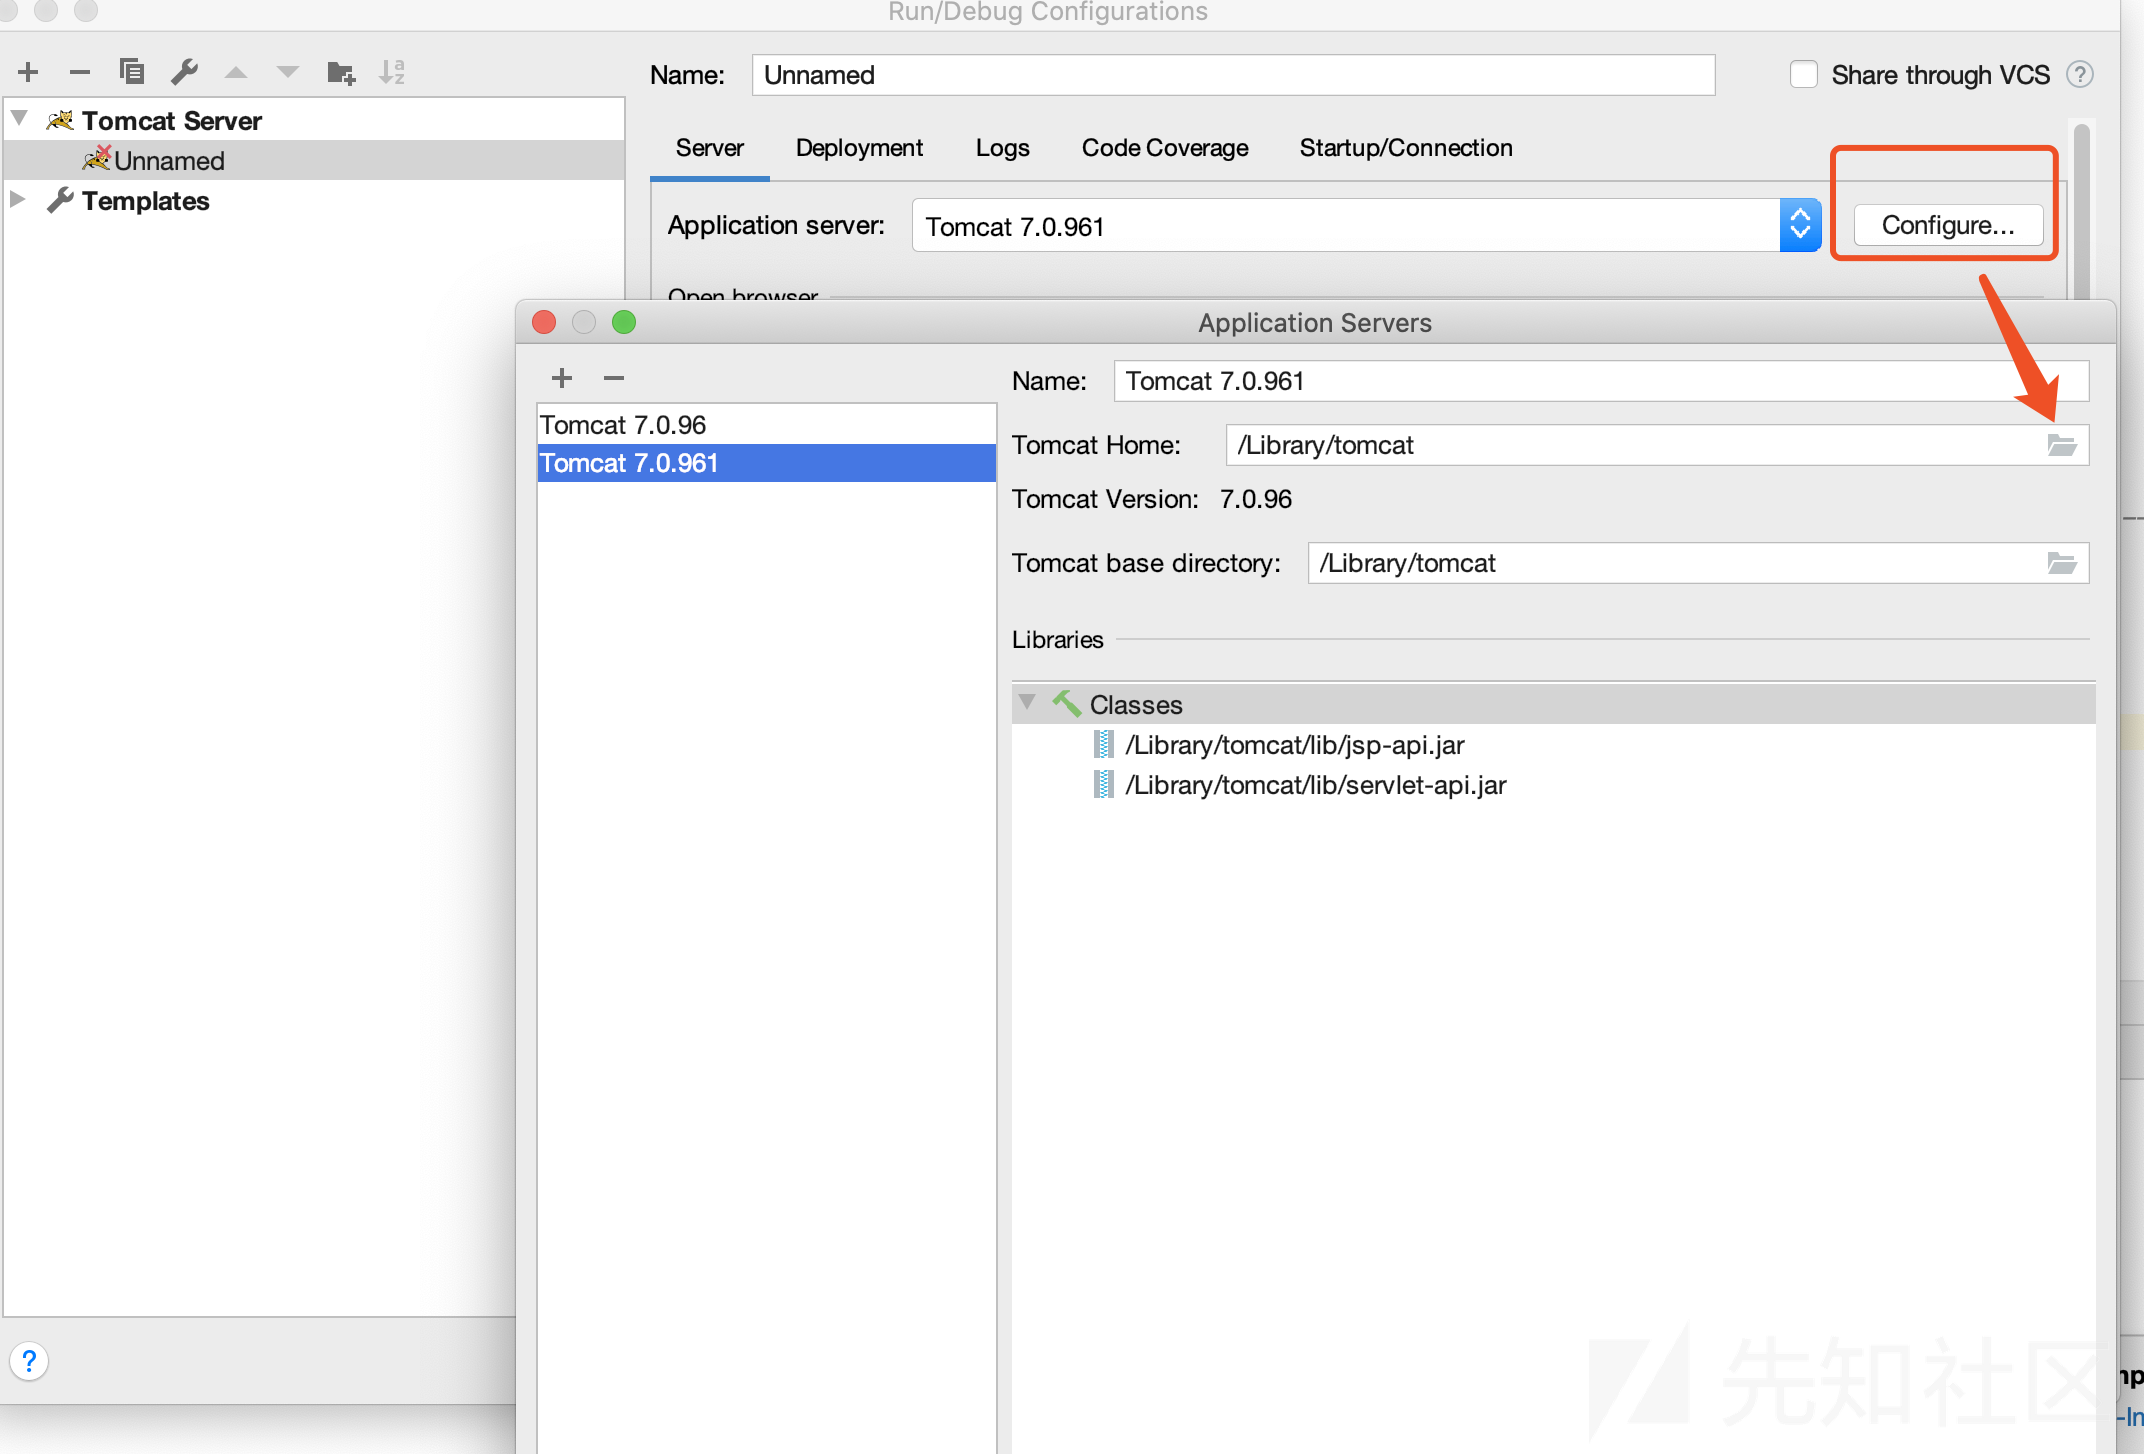 Run/Debug Configurations
Name: Unnamed
Share through VCS ?
Tomcat Server
Unnamed
Templates
Server Deployment Logs Code Coverage Startup/Connection
Application server: Tomcat 7.0.961 Configure...
Open browser
Application Servers
Tomcat 7.0.96
Tomcat 7.0.961
Name: Tomcat 7.0.961
Tomcat Home: /Library/tomcat
Tomcat Version: 7.0.96
Tomcat base directory: /Library/tomcat
Libraries
Classes
/Library/tomcat/lib/jsp-api.jar
/Library/tomcat/lib/servlet-api.jar
?
先知社区